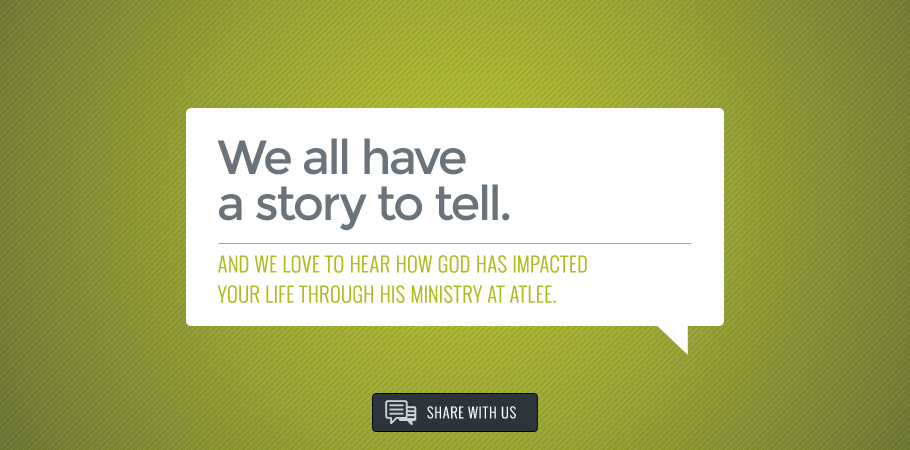 We all have
a story to tell.
AND WE LOVE TO HEAR HOW GOD HAS IMPACTED
YOUR LIFE THROUGH HIS MINISTRY AT ATLEE.
SHARE WITH US